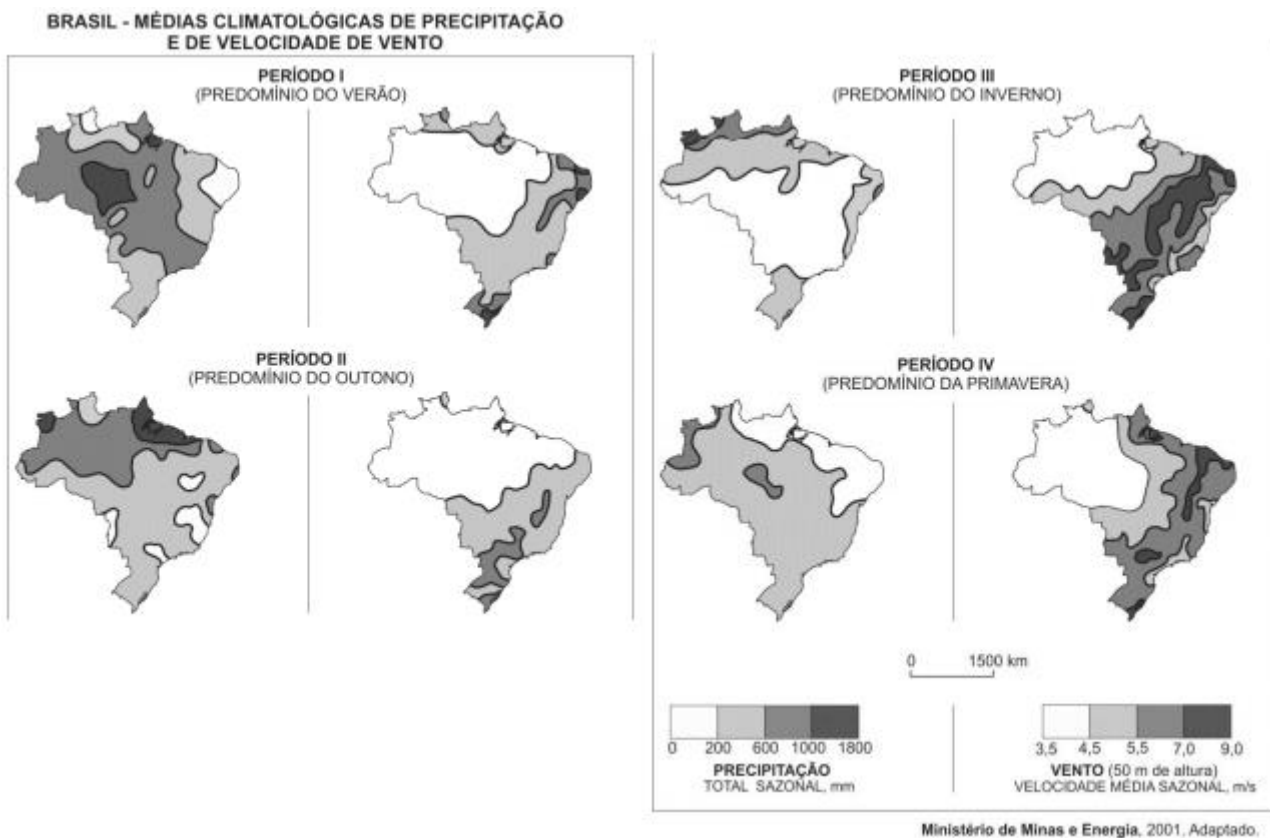 BRASIL - MÉDIAS CLIMATOLÓGICAS DE PRECIPITAÇÃO
E DE VELOCIDADE DE VENTO
PERÍODO I
(PREDOMÍNIO DO VERÃO)
PERÍODO II
(PREDOMÍNIO DO OUTONO)
PERÍODO III
(PREDOMÍNIO DO INVERNO)
PERÍODO IV
(PREDOMÍNIO DA PRIMAVERA)
0 1500 km
0 200 600 1000 1800
PRECIPITAÇÃO
TOTAL SAZONAL, mm
3,5 4,5 5,5 7,0 9,0
VENTO (50 m de altura)
VELOCIDADE MÉDIA SAZONAL, m/s
Ministério de Minas e Energia, 2001. Adaptado.